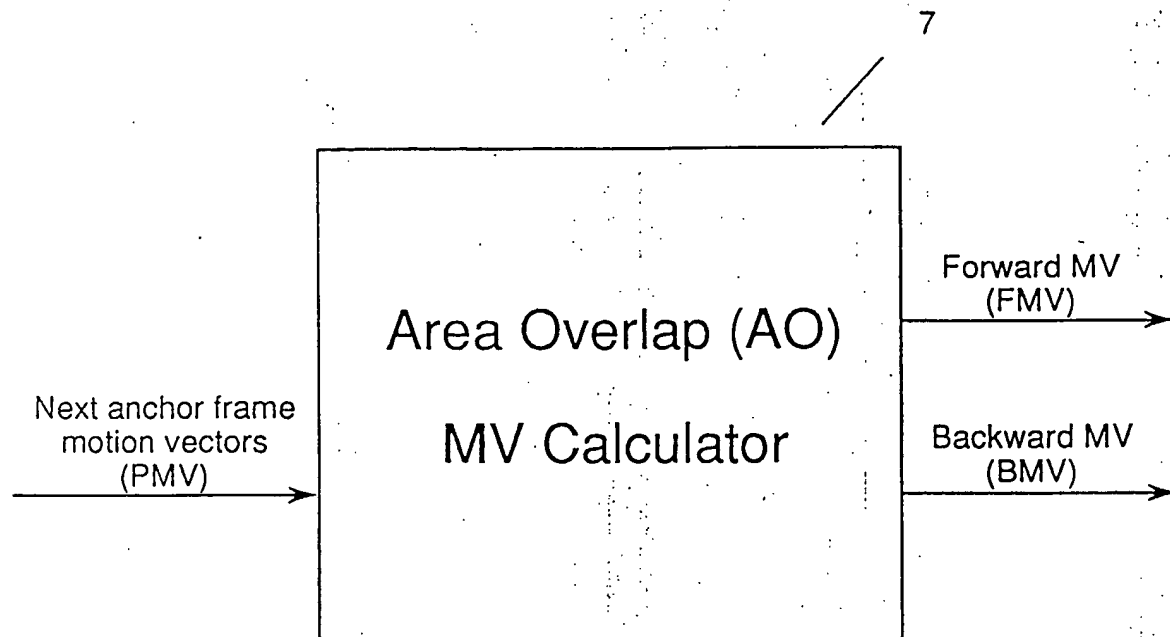 7
Forward MV
(FMV)
Area Overlap (AO)
MV Calculator
Next anchor frame
motion vectors
(PMV)
Backward MV
(BMV)